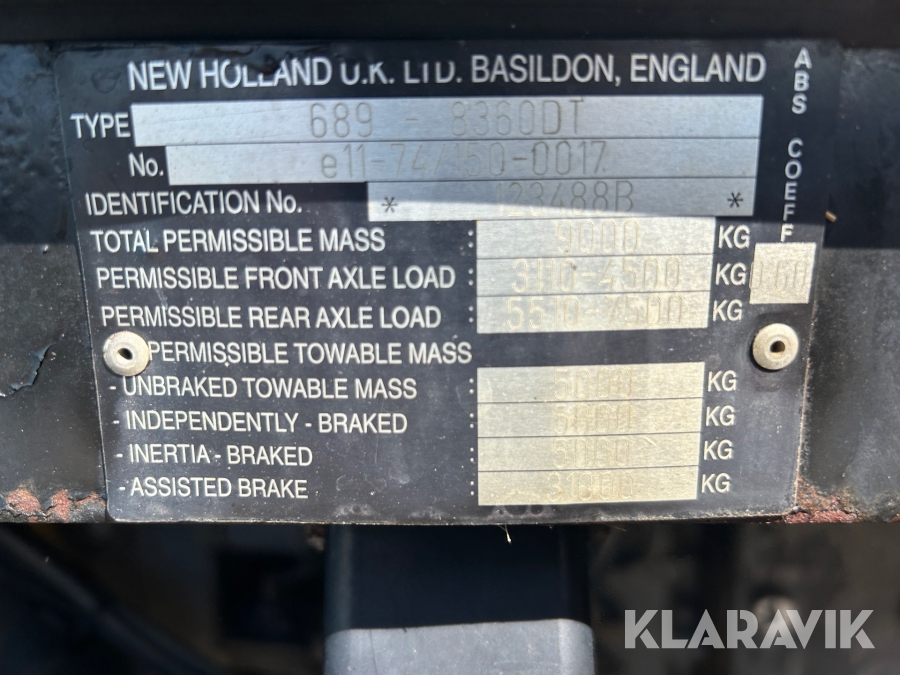 NEW HOLLAND U.K. LTD. BASILDON, ENGLAND
TYPE 689 - 8360DT
No. e11-74/150-0017
IDENTIFICATION No. * 123488B *
TOTAL PERMISSIBLE MASS : 9000 KG
PERMISSIBLE FRONT AXLE LOAD : 3110-4500 KG
PERMISSIBLE REAR AXLE LOAD : 5510-7500 KG
PERMISSIBLE TOWABLE MASS
- UNBRAKED TOWABLE MASS : KG
- INDEPENDENTLY - BRAKED : KG
- INERTIA - BRAKED : KG
- ASSISTED BRAKE : KG
ABS COEFF
0.60
KLARAVIK